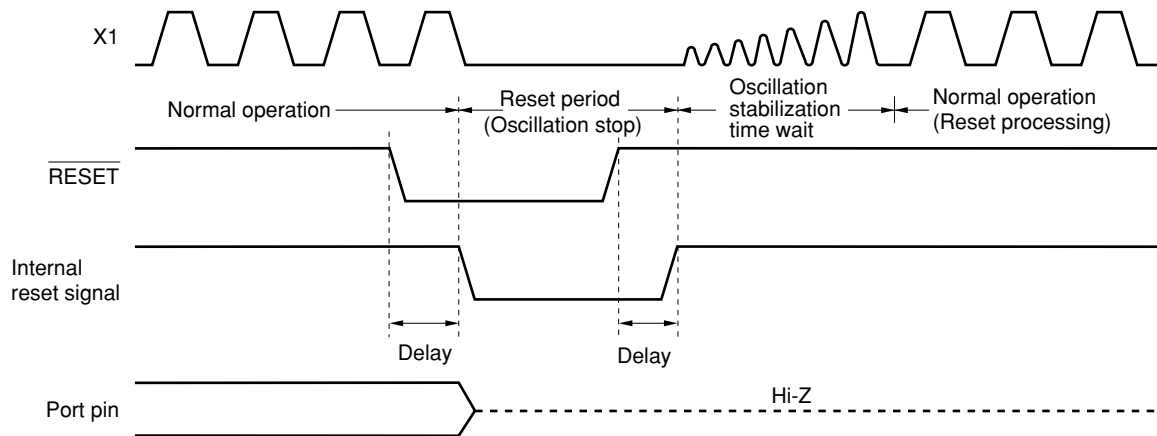 X1
Normal operation
Reset period
(Oscillation stop)
Oscillation
stabilization
time wait
Normal operation
(Reset processing)
RESET
Internal
reset signal
Delay
Delay
Port pin
Hi-Z